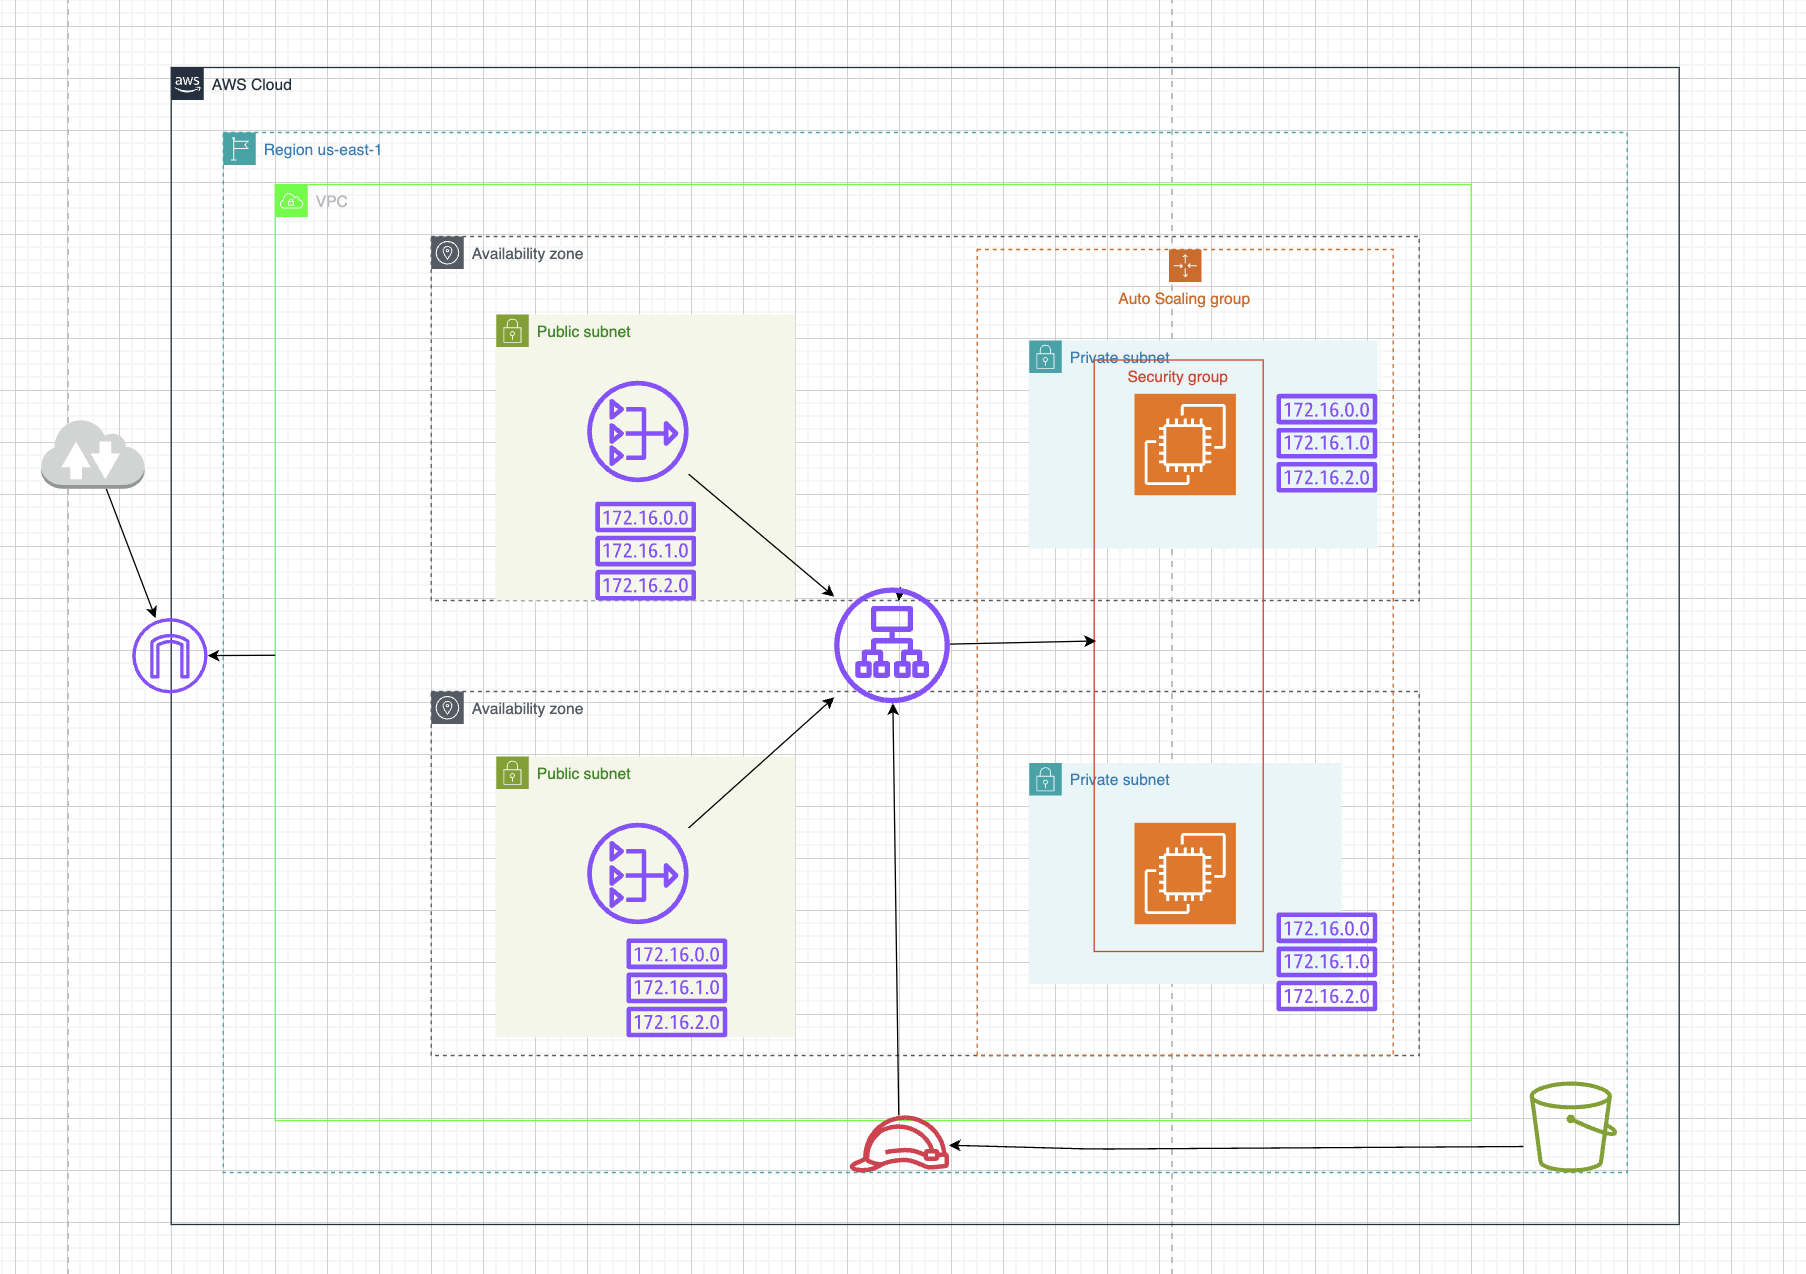 aws
AWS Cloud
Region us-east-1
VPC
Availability zone
Auto Scaling group
Public subnet
Private subnet
Security group
172.16.0.0
172.16.1.0
172.16.2.0
172.16.0.0
172.16.1.0
172.16.2.0
Availability zone
Public subnet
Private subnet
172.16.0.0
172.16.1.0
172.16.2.0
172.16.0.0
172.16.1.0
172.16.2.0